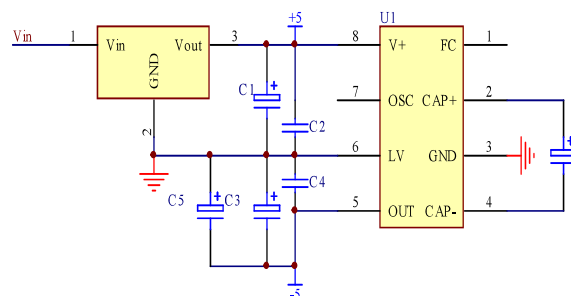 +5
U1
Vin
1
Vin
Vout
3
8
V+
FC
1
GND
C1
7
OSC
CAP+
2
C2
2
6
LV
GND
3
C4
C5
C3
5
OUT
CAP-
4
-5